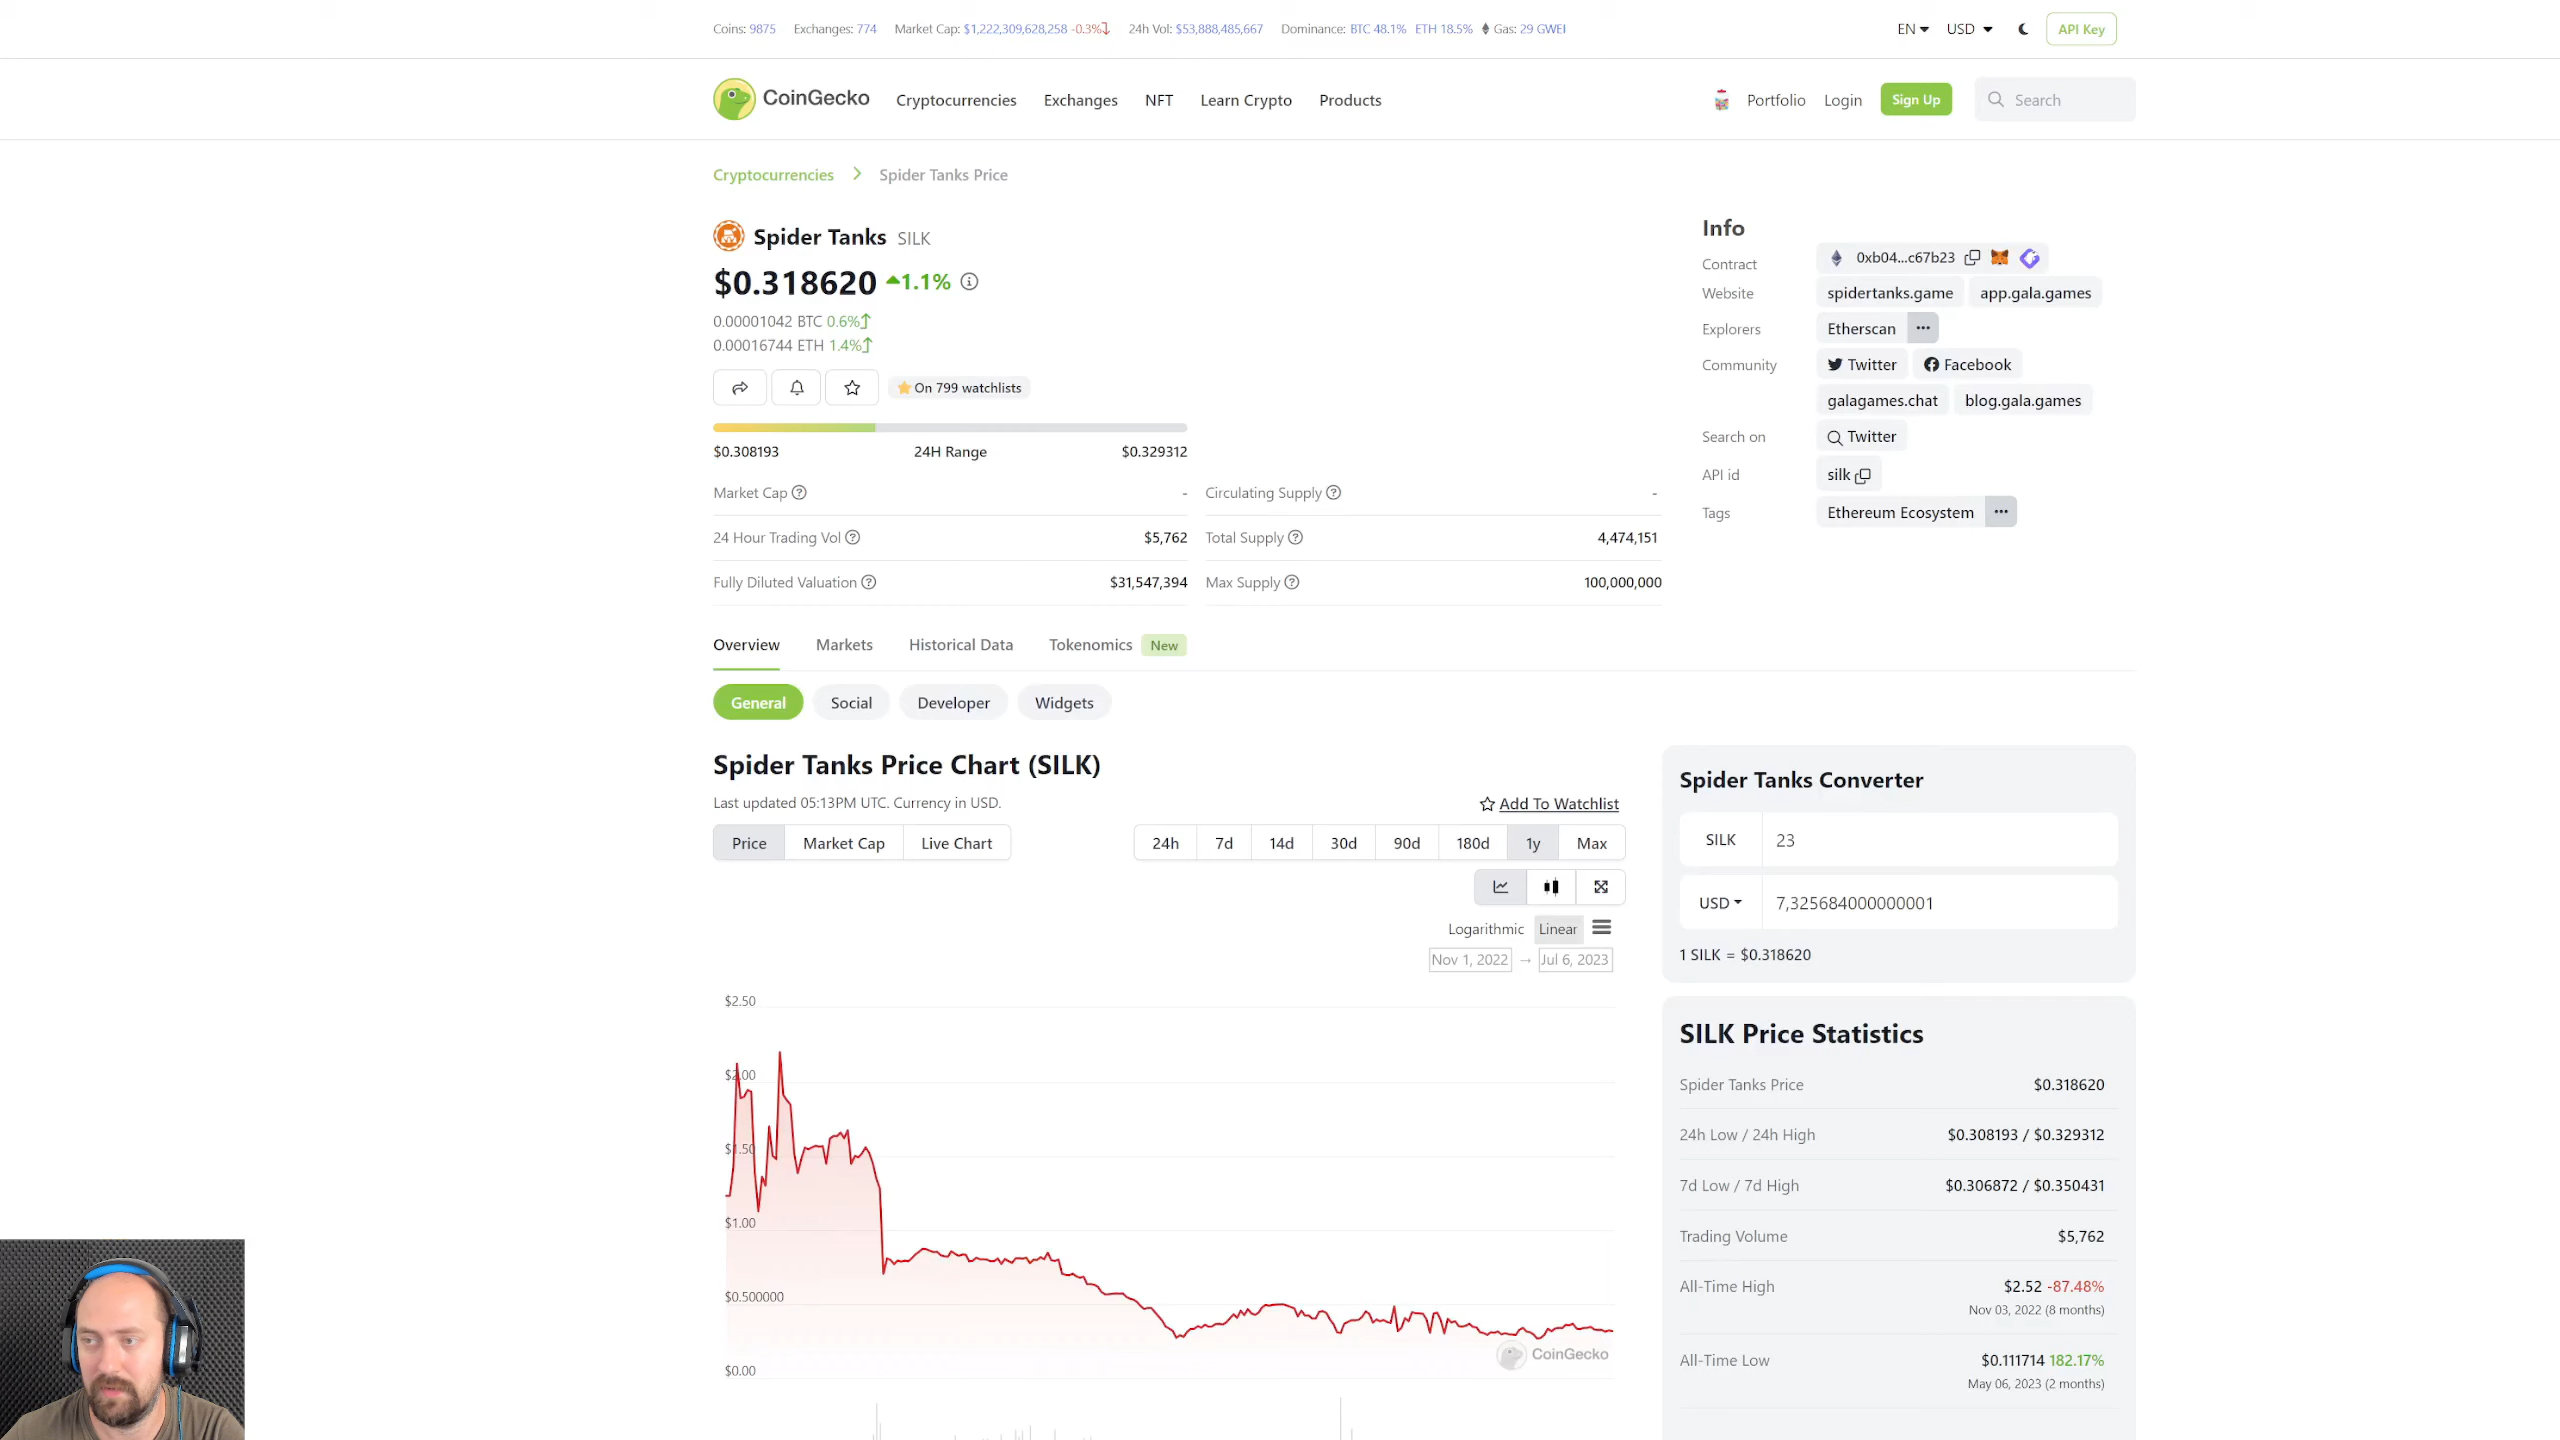 Coins: 9875 Exchanges: 774 Market Cap: $1,222,309,628,258 -0.3% 24h Vol: $53,888,485,667 Dominance: BTC 48.1% ETH 18.5% Gas: 29 GWEI EN USD API Key
CoinGecko Cryptocurrencies Exchanges NFT Learn Crypto Products Portfolio Login Sign Up Search
Cryptocurrencies Spider Tanks Price
Spider Tanks SILK
$0.318620 1.1%
0.00001042 BTC 0.6%
0.00016744 ETH 1.4%
On 799 watchlists
$0.308193 24H Range $0.329312
Market Cap - Circulating Supply -
24 Hour Trading Vol $5,762 Total Supply 4,474,151
Fully Diluted Valuation $31,547,394 Max Supply 100,000,000
Info
Contract 0xb04...c67b23
Website spidertanks.game app.gala.games
Explorers Etherscan
Community Twitter Facebook
galagames.chat blog.gala.games
Search on Twitter
API id silk
Tags Ethereum Ecosystem
Overview Markets Historical Data Tokenomics New
General Social Developer Widgets
Spider Tanks Price Chart (SILK)
Last updated 05:13PM UTC. Currency in USD.
Add To Watchlist
Price Market Cap Live Chart 24h 7d 14d 30d 90d 180d 1y Max
Logarithmic Linear
Nov 1, 2022 → Jul 6, 2023
$2.50
$2.00
$1.50
$1.00
$0.500000
$0.00
CoinGecko
Spider Tanks Converter
SILK 23
USD 7,325684000000001
1 SILK = $0.318620
SILK Price Statistics
Spider Tanks Price $0.318620
24h Low / 24h High $0.308193 / $0.329312
7d Low / 7d High $0.306872 / $0.350431
Trading Volume $5,762
All-Time High $2.52 -87.48%
Nov 03, 2022 (8 months)
All-Time Low $0.111714 182.17%
May 06, 2023 (2 months)